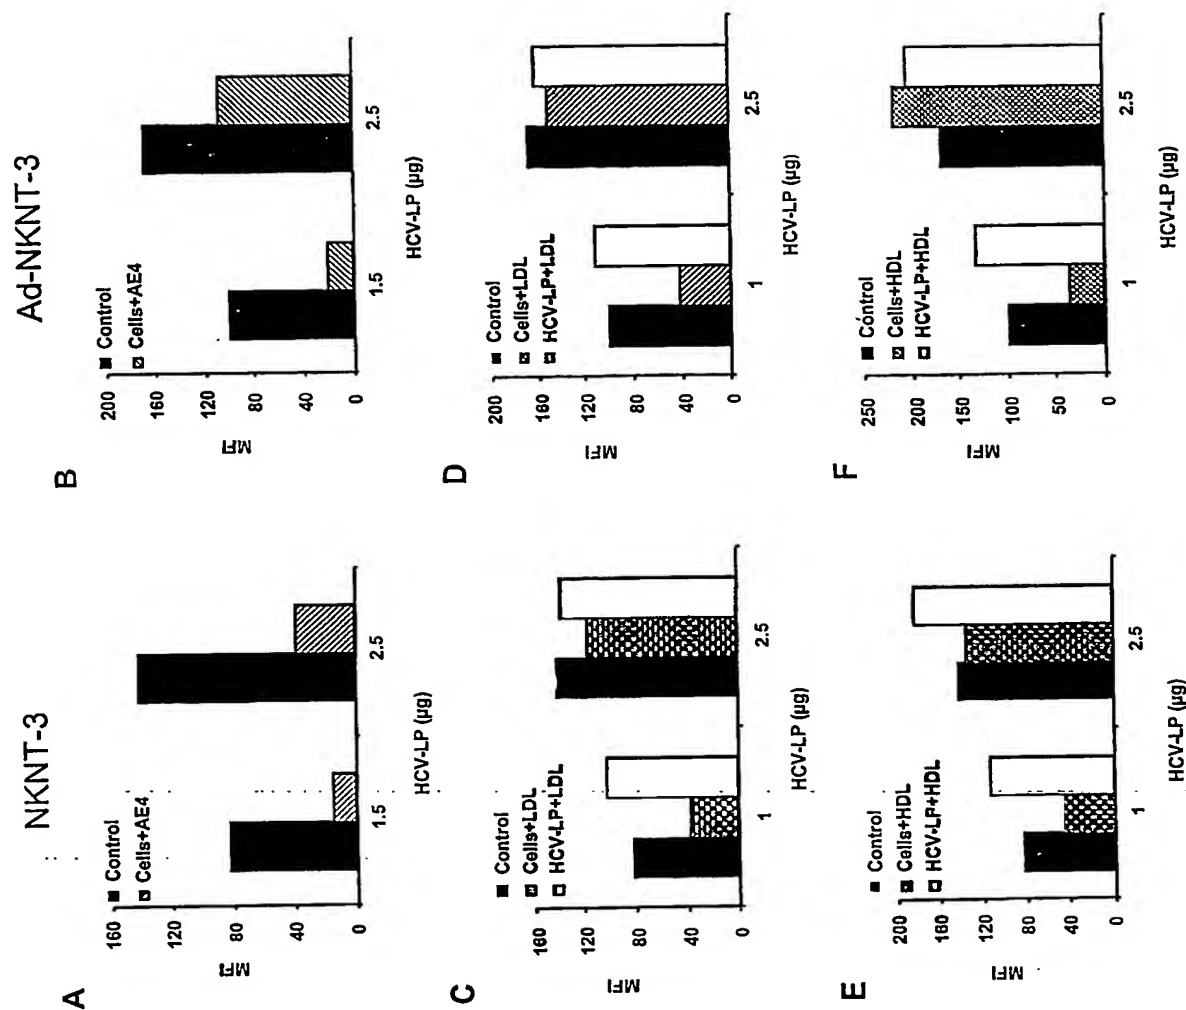 NKNT-3
Ad-NKNT-3
A
Control
Cells+AE4
160
120
80
40
0
MFI
1.5
2.5
HCV-LP (µg)
B
Control
Cells+AE4
200
160
120
80
40
0
MFI
1.5
2.5
HCV-LP (µg)
C
Control
Cells+LDL
HCV-LP+LDL
160
120
80
40
0
MFI
1
2.5
HCV-LP (µg)
D
Control
Cells+LDL
HCV-LP+LDL
200
160
120
80
40
0
MFI
1
2.5
HCV-LP (µg)
E
Control
Cells+HDL
HCV-LP+HDL
200
160
120
80
40
0
MFI
1
2.5
HCV-LP (µg)
F
Control
Cells+HDL
HCV-LP+HDL
250
200
150
100
50
0
MFI
1
2.5
HCV-LP (µg)